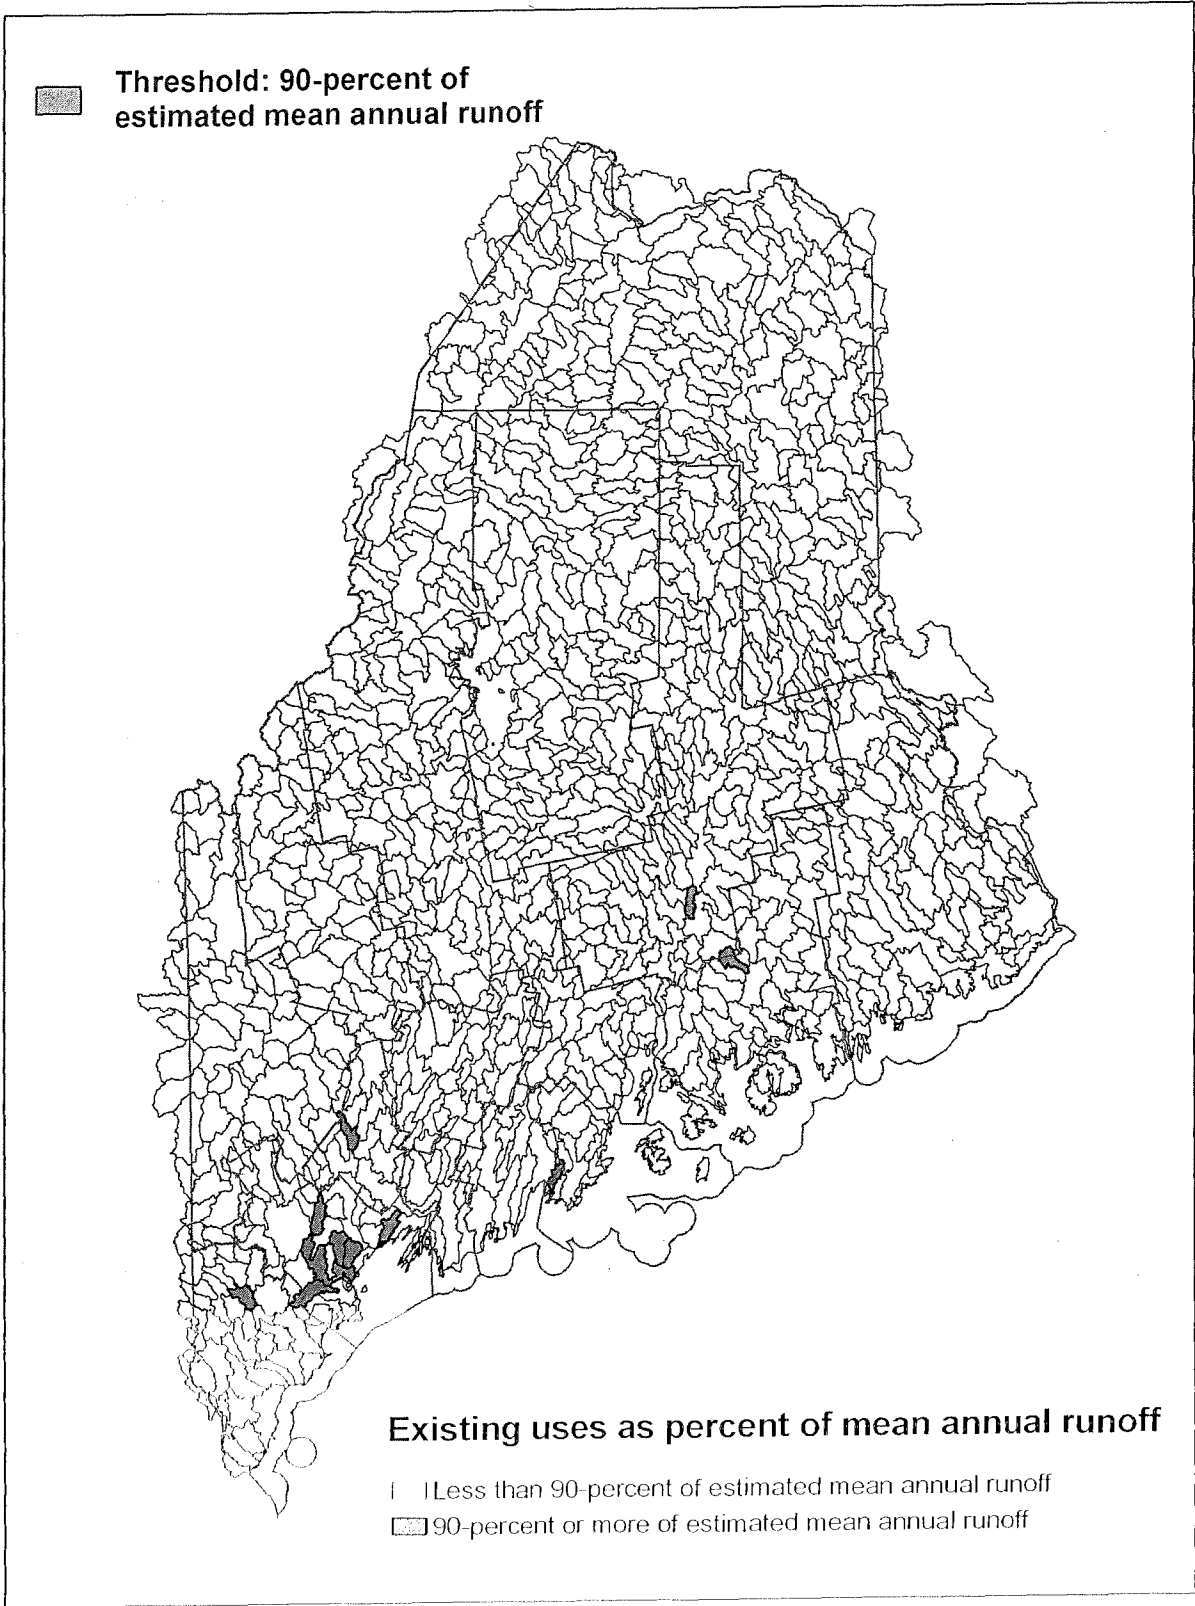 Threshold: 90-percent of
estimated mean annual runoff
Existing uses as percent of mean annual runoff
Less than 90-percent of estimated mean annual runoff
90-percent or more of estimated mean annual runoff